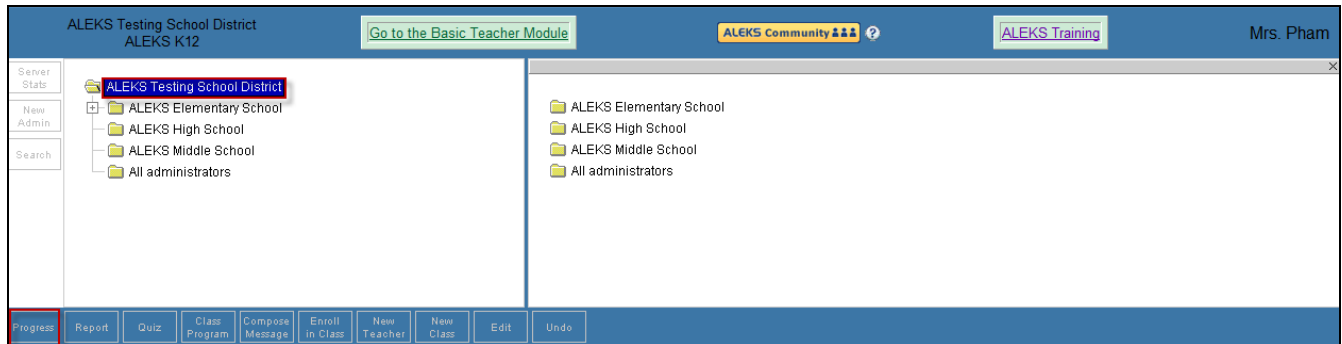 ALEKS Testing School District
ALEKS K12
Go to the Basic Teacher Module
ALEKS Community
?
ALEKS Training
Mrs. Pham
Server
Stats
New
Admin
Search
ALEKS Testing School District
ALEKS Elementary School
ALEKS High School
ALEKS Middle School
All administrators
ALEKS Elementary School
ALEKS High School
ALEKS Middle School
All administrators
Progress
Report
Quiz
Class
Program
Compose
Message
Enroll
in Class
New
Teacher
New
Class
Edit
Undo